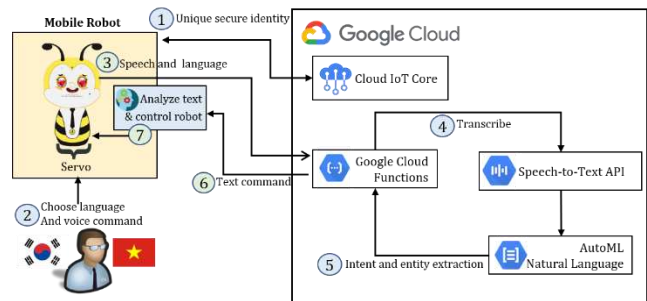 Mobile Robot
1 Unique secure identity
Google Cloud
Cloud IoT Core
3 Speech and language
Analyze text
& control robot
7
Servo
4 Transcribe
Google Cloud
Functions
Speech-to-Text API
6 Text command
2 Choose language
And voice command
AutoML
Natural Language
5 Intent and entity extraction